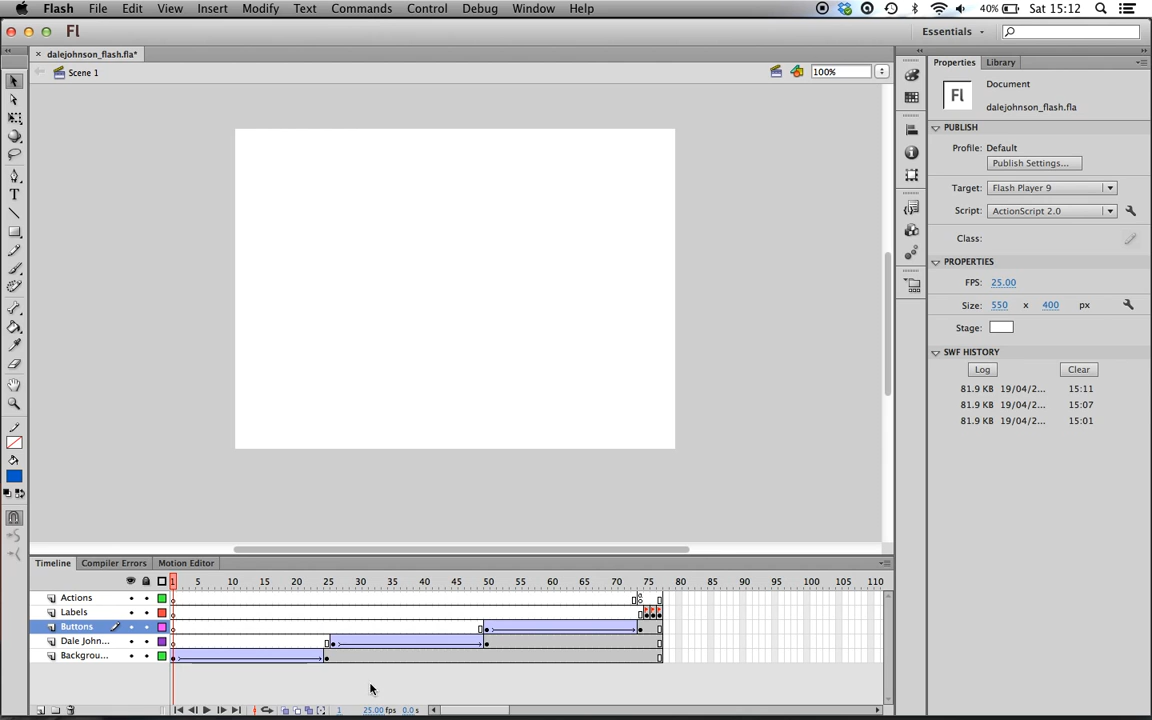 Flash File Edit View Insert Modify Text Commands Control Debug Window Help 40% Sat 15:12
Fl Essentials
dalejohnson_flash.fla*
Scene 1 100%
Properties Library
Fl Document
dalejohnson_flash.fla
PUBLISH
Profile: Default
Publish Settings...
Target: Flash Player 9
Script: ActionScript 2.0
Class:
PROPERTIES
FPS: 25.00
Size: 550 x 400 px
Stage:
SWF HISTORY
Log Clear
81.9 KB 19/04/2... 15:11
81.9 KB 19/04/2... 15:07
81.9 KB 19/04/2... 15:01
T
Timeline Compiler Errors Motion Editor
1 5 10 15 20 25 30 35 40 45 50 55 60 65 70 75 80 85 90 95 100 105 110
Actions
Labels
Buttons
Dale John...
Backgrou...
1 25.00 fps 0.0 s